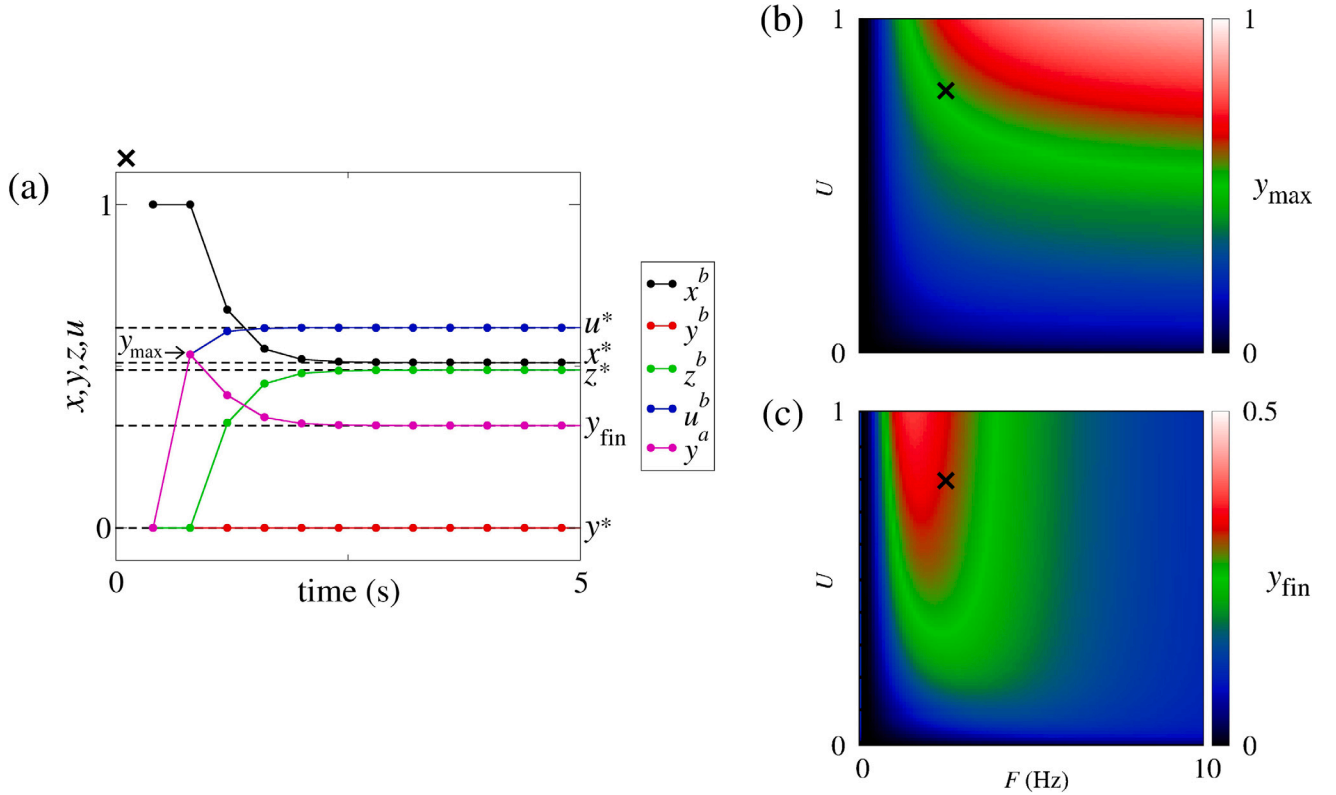 (a)
×
x,y,z,u
1
0
y_max
u*
x*
z*
y_fin
y*
0
5
time (s)
x^b
y^b
z^b
u^b
y^a
(b)
1
U
0
×
1
y_max
0
(c)
1
U
0
×
0
10
F (Hz)
0.5
y_fin
0